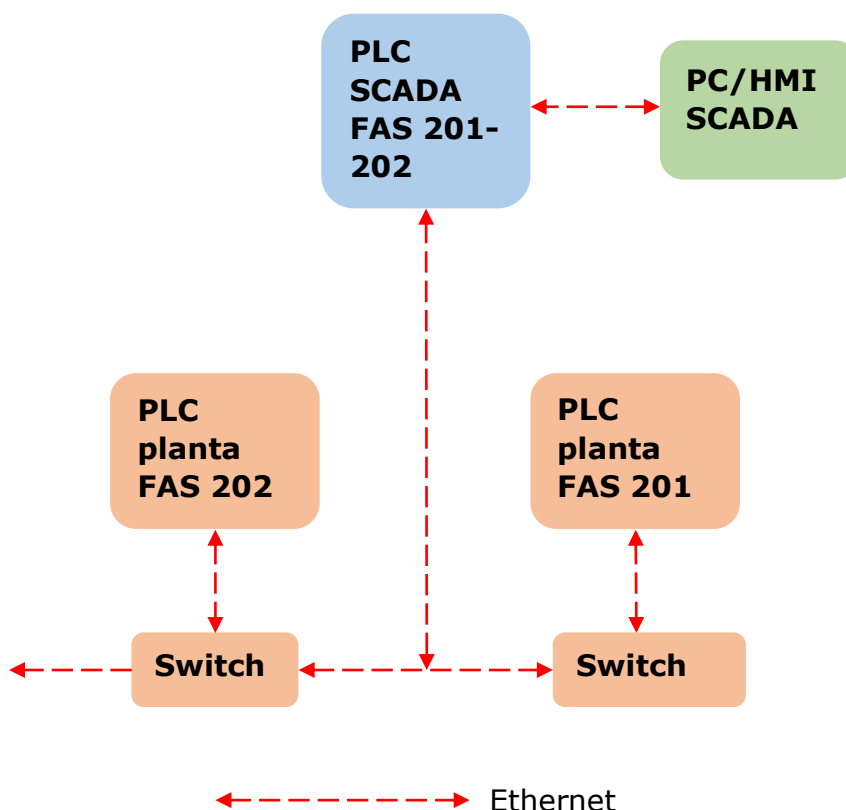 PLC
SCADA
FAS 201-
202
PC/HMI
SCADA
PLC
planta
FAS 202
PLC
planta
FAS 201
Switch
Switch
Ethernet